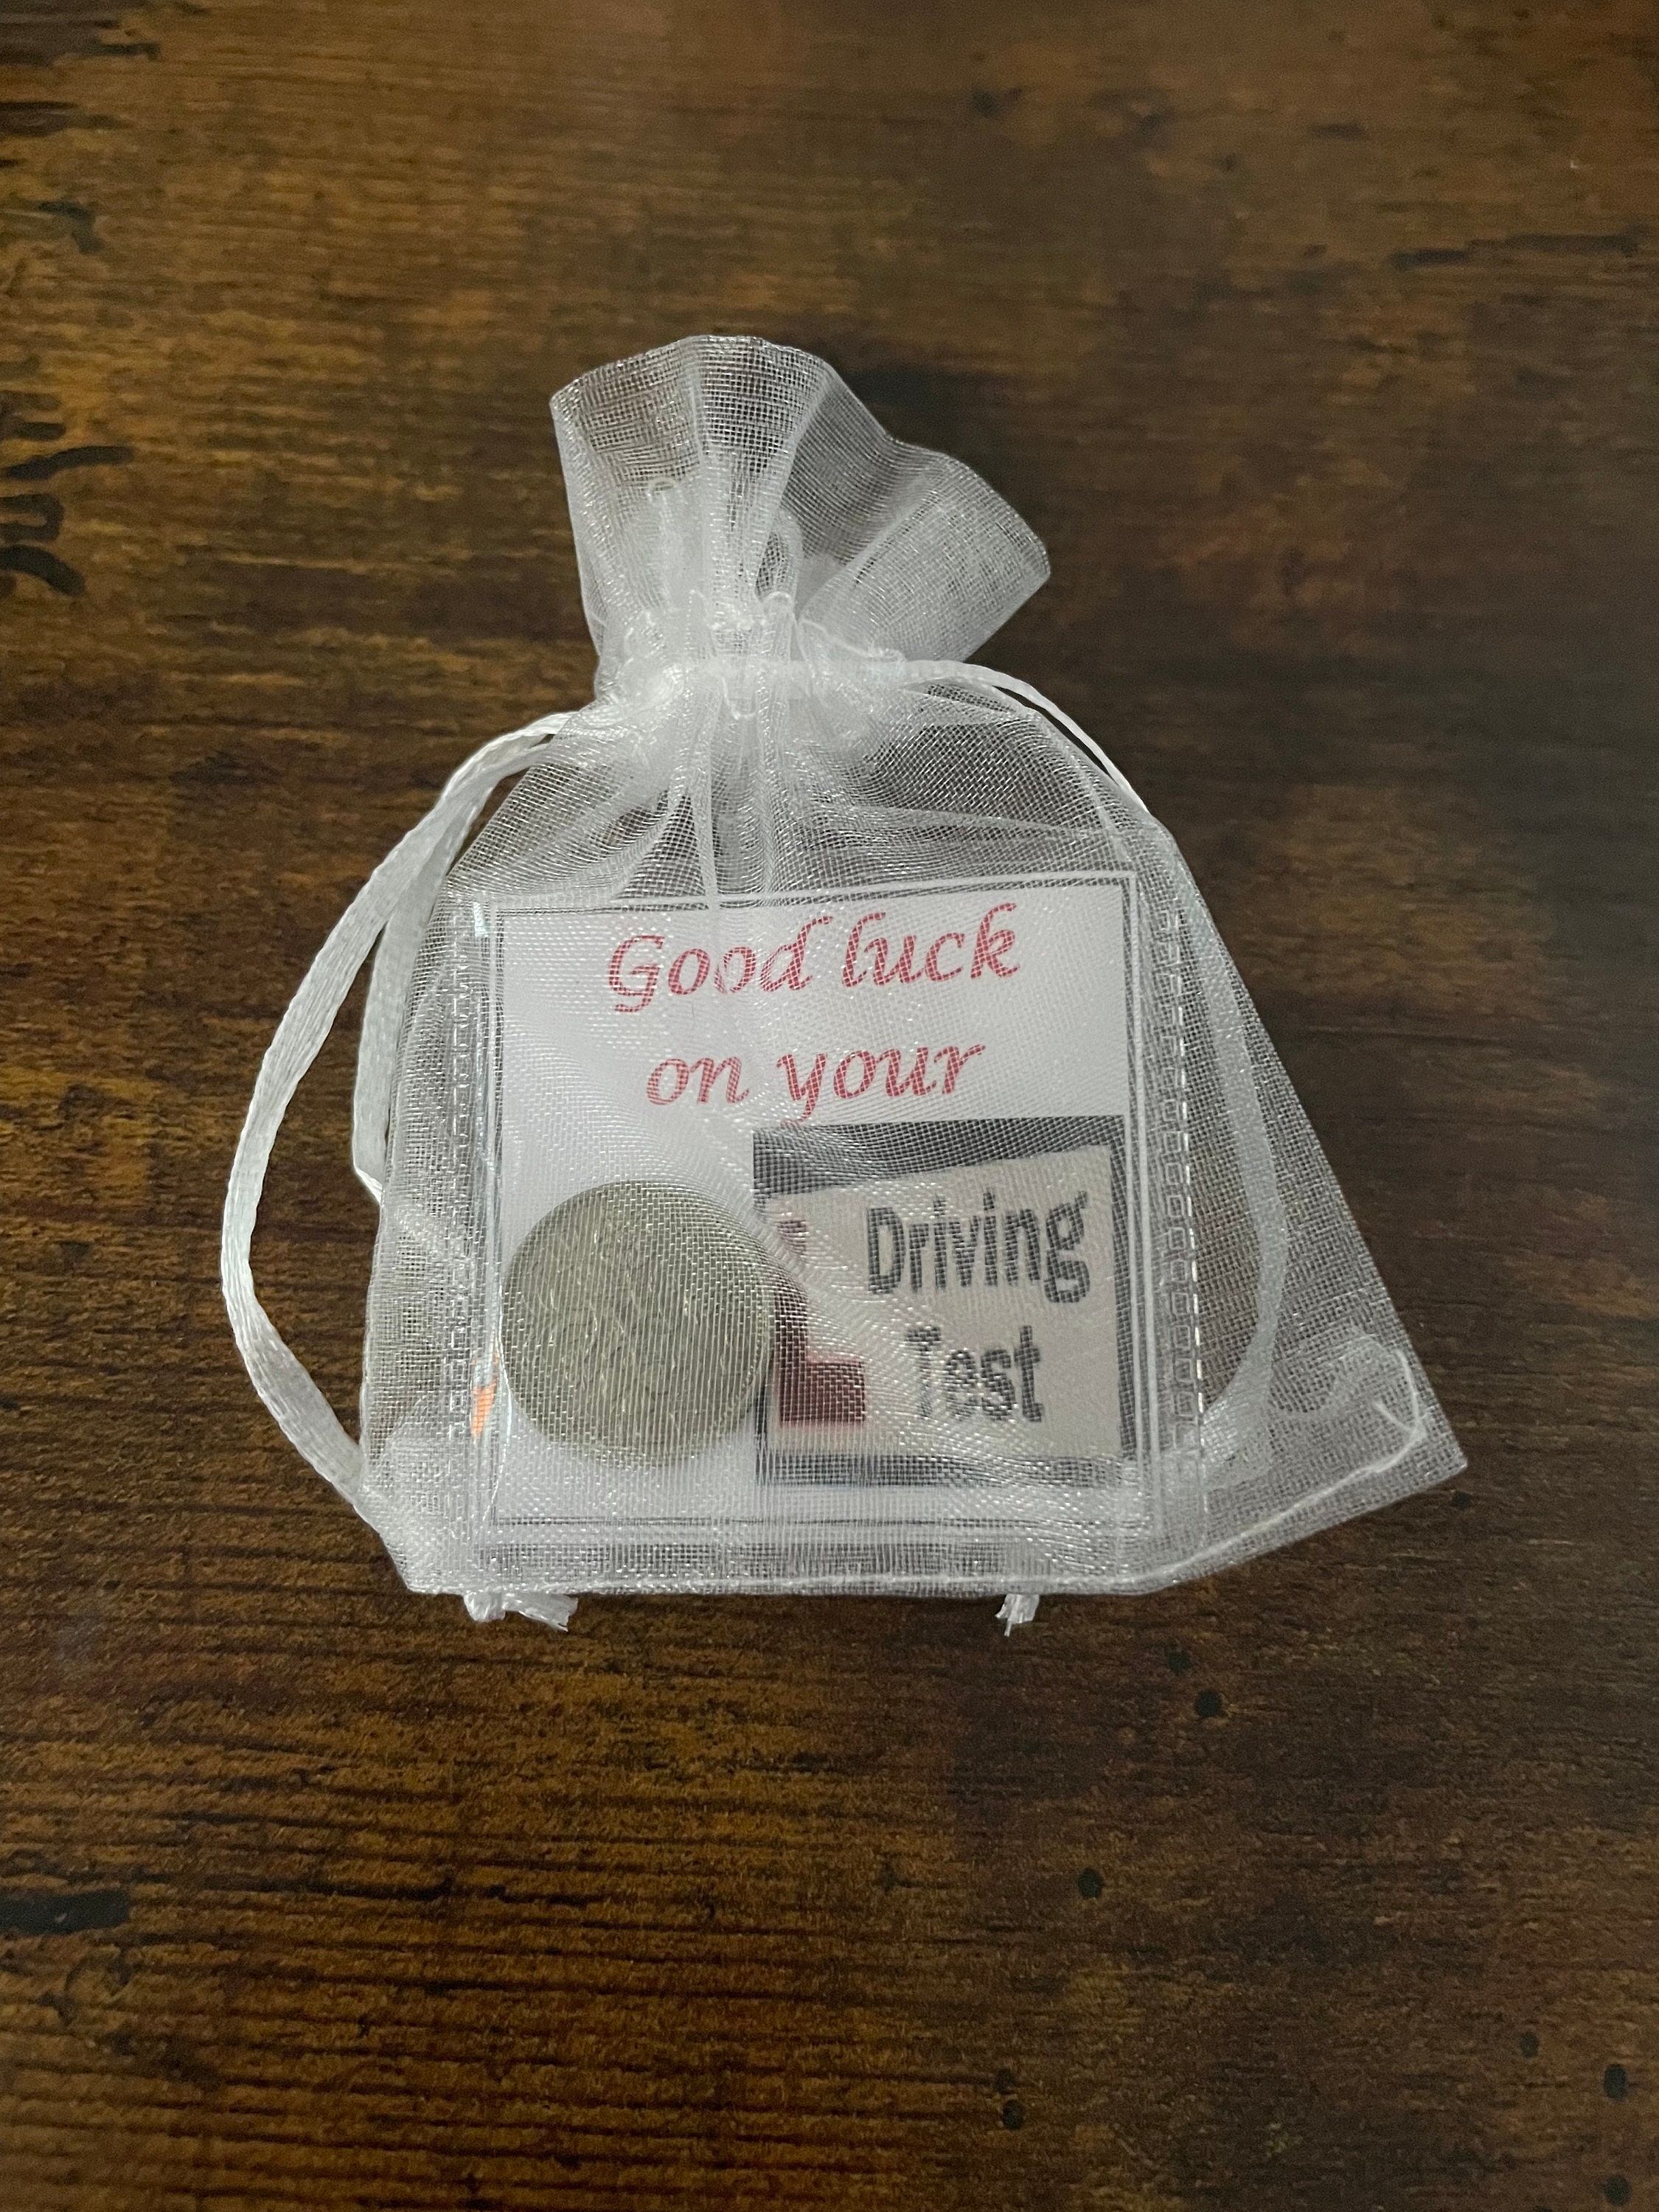 Good luck
on your
Driving
Test